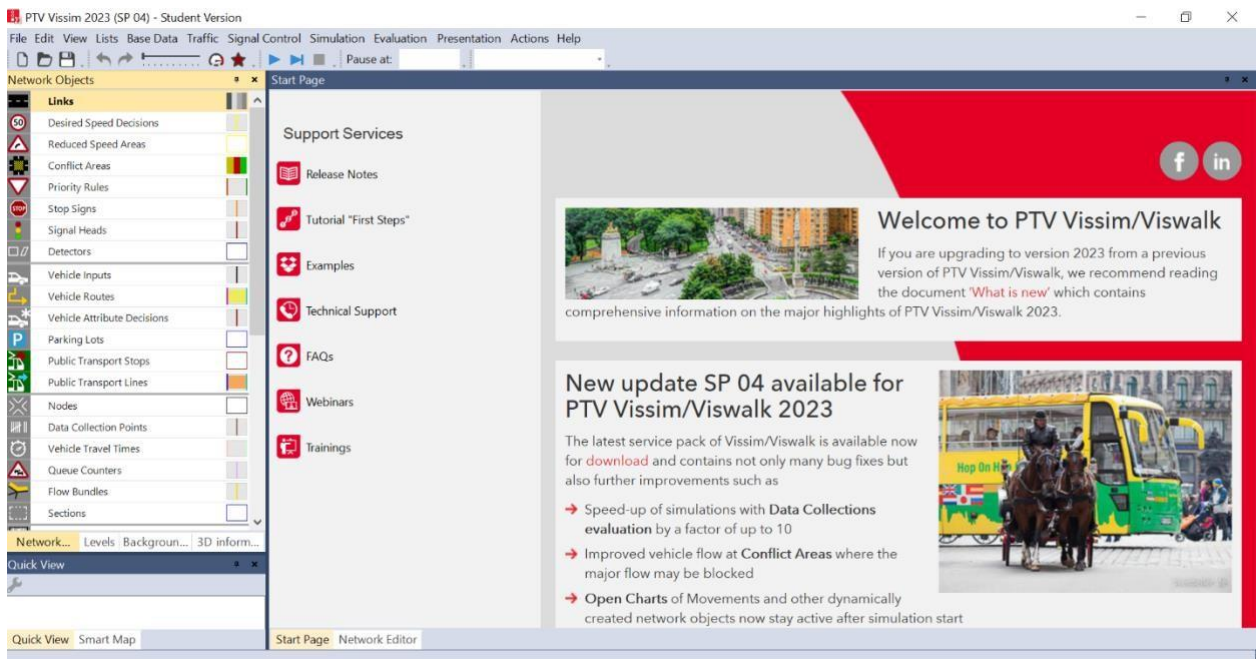 PTV Vissim 2023 (SP 04) - Student Version
File Edit View Lists Base Data Traffic Signal Control Simulation Evaluation Presentation Actions Help
Pause at:
Network Objects
Links
50 Desired Speed Decisions
Reduced Speed Areas
Conflict Areas
Priority Rules
STOP Stop Signs
Signal Heads
Detectors
Vehicle Inputs
Vehicle Routes
Vehicle Attribute Decisions
P Parking Lots
Public Transport Stops
Public Transport Lines
Nodes
Data Collection Points
Vehicle Travel Times
Queue Counters
Flow Bundles
Sections
Network... Levels Backgroun... 3D inform...
Quick View
Quick View Smart Map
Start Page
Support Services
Release Notes
Tutorial "First Steps"
Examples
Technical Support
? FAQs
Webinars
Trainings
f in
Welcome to PTV Vissim/Viswalk
If you are upgrading to version 2023 from a previous
version of PTV Vissim/Viswalk, we recommend reading
the document 'What is new' which contains
comprehensive information on the major highlights of PTV Vissim/Viswalk 2023.
New update SP 04 available for
PTV Vissim/Viswalk 2023
The latest service pack of Vissim/Viswalk is available now
for download and contains not only many bug fixes but
also further improvements such as
→ Speed-up of simulations with Data Collections
evaluation by a factor of up to 10
→ Improved vehicle flow at Conflict Areas where the
major flow may be blocked
→ Open Charts of Movements and other dynamically
created network objects now stay active after simulation start
Hop On
Start Page Network Editor